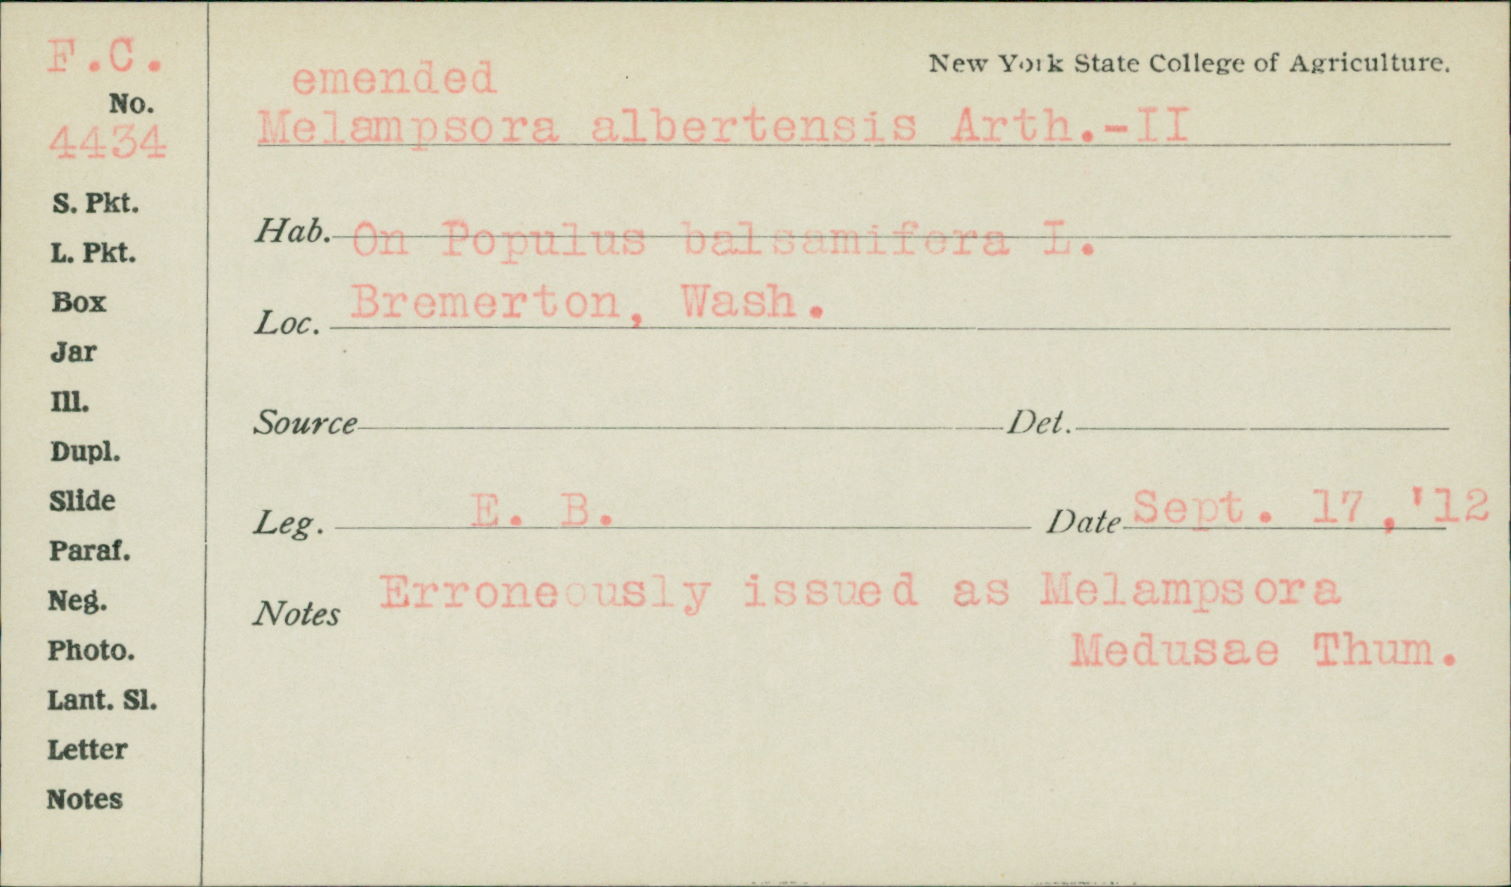 F.C.
No.
4434
S. Pkt.
L. Pkt.
Box
Jar
Ill.
Dupl.
Slide
Paraf.
Neg.
Photo.
Lant. Sl.
Letter
Notes
New York State College of Agriculture.
emended
Melampsora albertensis Arth.-II
Hab. On Populus balsamifera L.
Loc. Bremerton, Wash.
Source Det.
Leg. E. B. Date Sept. 17,'12
Notes Erroneously issued as Melampsora
Medusae Thum.